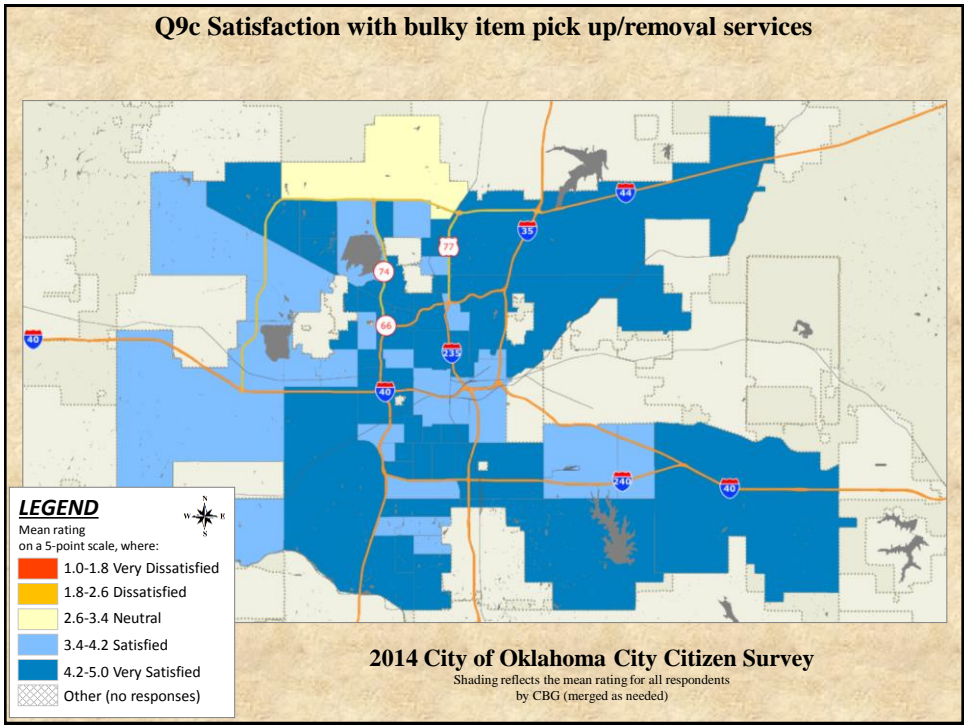 Q9c Satisfaction with bulky item pick up/removal services
44
35
77
74
66
40
235
40
240
40
LEGEND
Mean rating
on a 5-point scale, where:
N
W E
S
1.0-1.8 Very Dissatisfied
1.8-2.6 Dissatisfied
2.6-3.4 Neutral
3.4-4.2 Satisfied
4.2-5.0 Very Satisfied
Other (no responses)
2014 City of Oklahoma City Citizen Survey
Shading reflects the mean rating for all respondents
by CBG (merged as needed)